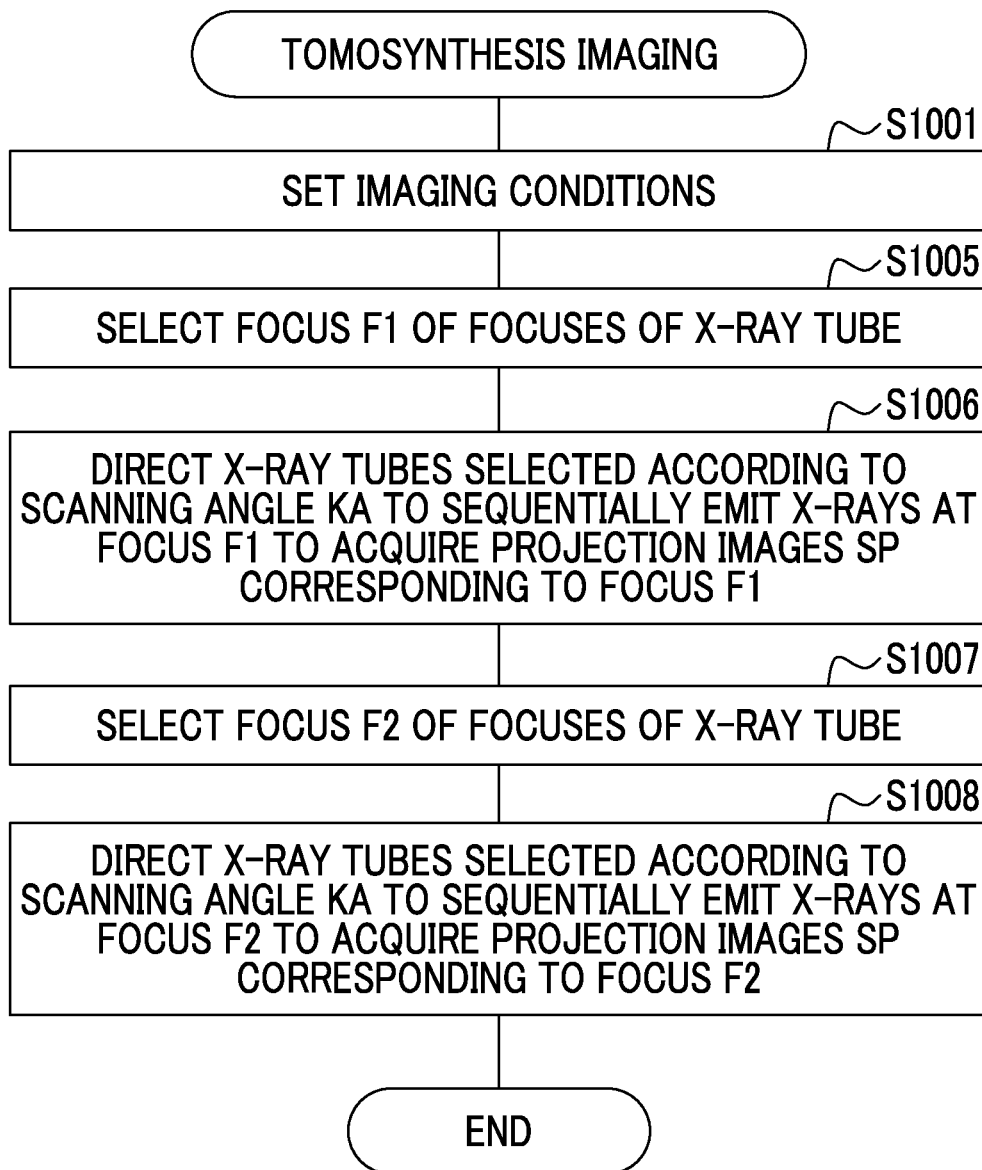 TOMOSYNTHESIS IMAGING
S1001
SET IMAGING CONDITIONS
S1005
SELECT FOCUS F1 OF FOCUSES OF X-RAY TUBE
S1006
DIRECT X-RAY TUBES SELECTED ACCORDING TO
SCANNING ANGLE KA TO SEQUENTIALLY EMIT X-RAYS AT
FOCUS F1 TO ACQUIRE PROJECTION IMAGES SP
CORRESPONDING TO FOCUS F1
S1007
SELECT FOCUS F2 OF FOCUSES OF X-RAY TUBE
S1008
DIRECT X-RAY TUBES SELECTED ACCORDING TO
SCANNING ANGLE KA TO SEQUENTIALLY EMIT X-RAYS AT
FOCUS F2 TO ACQUIRE PROJECTION IMAGES SP
CORRESPONDING TO FOCUS F2
END